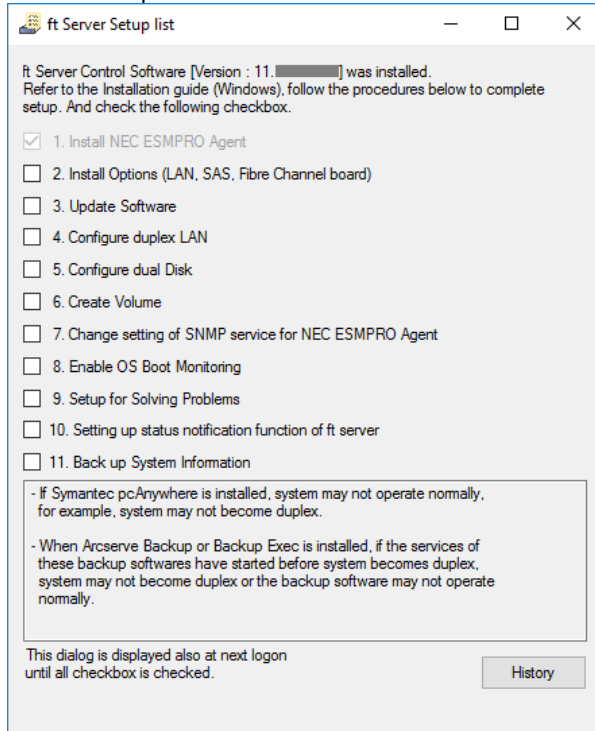 ft Server Setup list
ft Server Control Software [Version : 11. ] was installed.
Refer to the Installation guide (Windows), follow the procedures below to complete
setup. And check the following checkbox.
1. Install NEC ESMPRO Agent
2. Install Options (LAN, SAS, Fibre Channel board)
3. Update Software
4. Configure duplex LAN
5. Configure dual Disk
6. Create Volume
7. Change setting of SNMP service for NEC ESMPRO Agent
8. Enable OS Boot Monitoring
9. Setup for Solving Problems
10. Setting up status notification function of ft server
11. Back up System Information
- If Symantec pcAnywhere is installed, system may not operate normally,
for example, system may not become duplex.
- When Arcserve Backup or Backup Exec is installed, if the services of
these backup softwares have started before system becomes duplex,
system may not become duplex or the backup software may not operate
normally.
This dialog is displayed also at next logon
until all checkbox is checked.
History